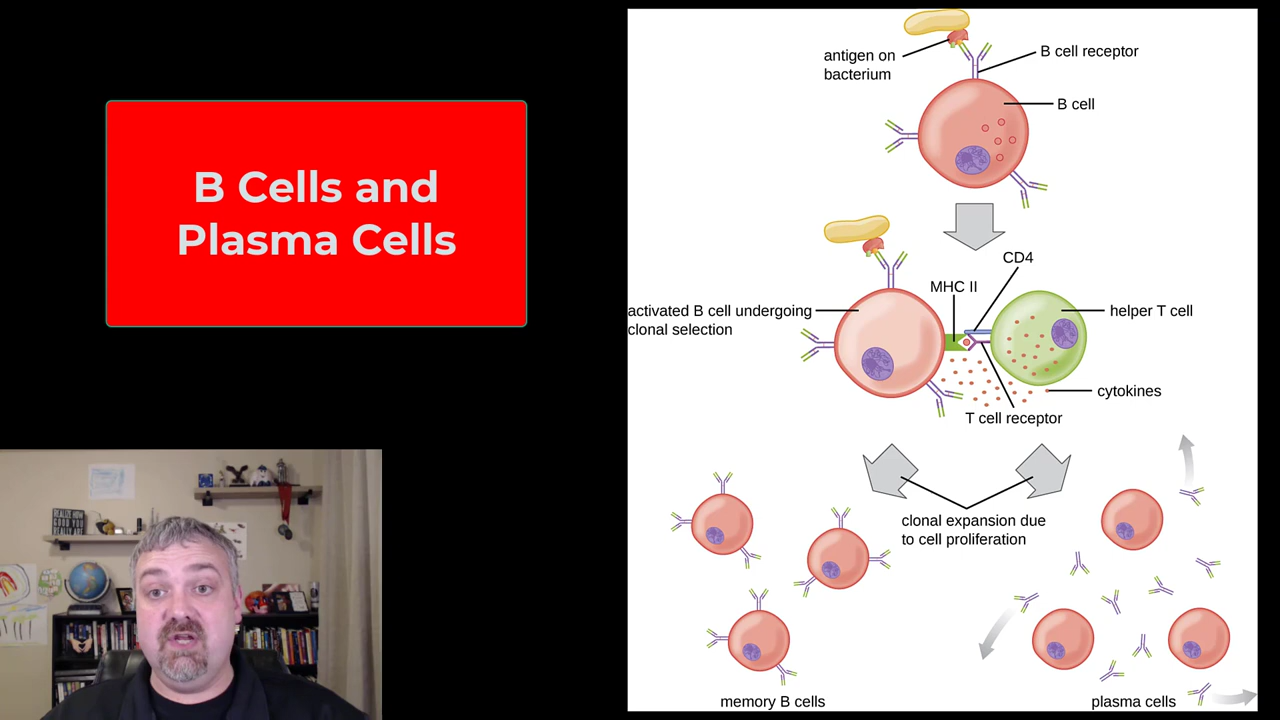 B Cells and
Plasma Cells
antigen on
bacterium
B cell receptor
B cell
CD4
MHC II
activated B cell undergoing
clonal selection
helper T cell
cytokines
T cell receptor
clonal expansion due
to cell proliferation
memory B cells
plasma cells